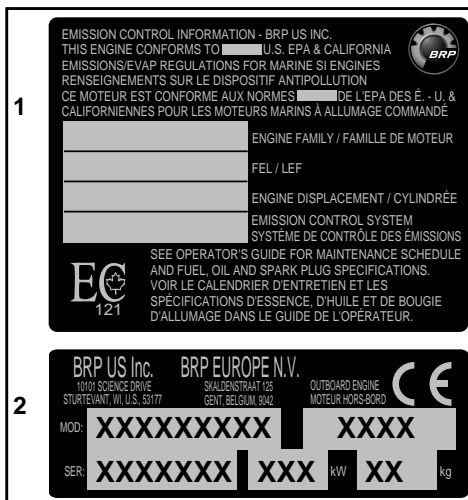 1
EMISSION CONTROL INFORMATION - BRP US INC.
THIS ENGINE CONFORMS TO U.S. EPA & CALIFORNIA
EMISSIONS/EVAP REGULATIONS FOR MARINE SI ENGINES
RENSEIGNEMENTS SUR LE DISPOSITIF ANTIPOLLUTION
CE MOTEUR EST CONFORME AUX NORMES DE L'EPA DES É. - U. &
CALIFORNIENNES POUR LES MOTEURS MARINS À ALLUMAGE COMMANDÉ
BRP
ENGINE FAMILY / FAMILLE DE MOTEUR
FEL / LEF
ENGINE DISPLACEMENT / CYLINDRÉE
EMISSION CONTROL SYSTEM
SYSTÈME DE CONTRÔLE DES ÉMISSIONS
EC
121
SEE OPERATOR'S GUIDE FOR MAINTENANCE SCHEDULE
AND FUEL, OIL AND SPARK PLUG SPECIFICATIONS.
VOIR LE CALENDRIER D'ENTRETIEN ET LES
SPÉCIFICATIONS D'ESSENCE, D'HUILE ET DE BOUGIE
D'ALLUMAGE DANS LE GUIDE DE L'OPÉRATEUR.
2
BRP US Inc.
10101 SCIENCE DRIVE
STURTEVANT, WI, U.S., 53177
BRP EUROPE N.V.
SKALDENSTRAAT 125
GENT, BELGIUM, 9042
OUTBOARD ENGINE
MOTEUR HORS-BORD
CE
MOD: XXXXXXXXX XXXX
SER: XXXXXXX XXX kW XX kg